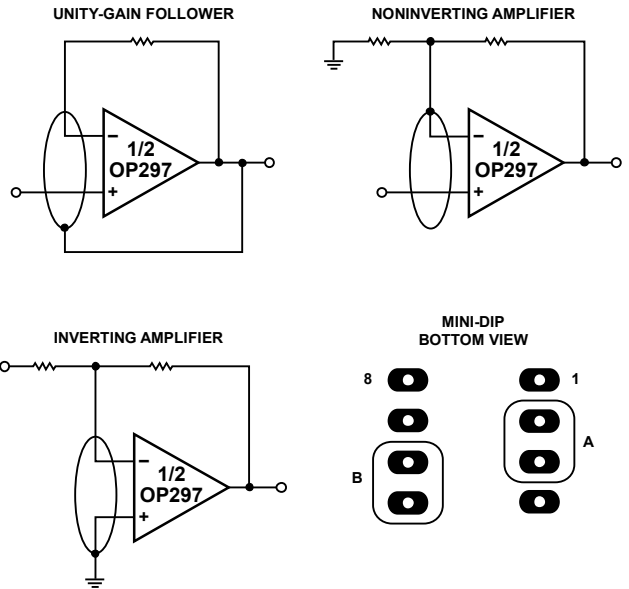 UNITY-GAIN FOLLOWER
−
1/2
OP297
+
NONINVERTING AMPLIFIER
−
1/2
OP297
+
INVERTING AMPLIFIER
−
1/2
OP297
+
MINI-DIP
BOTTOM VIEW
8
1
A
B